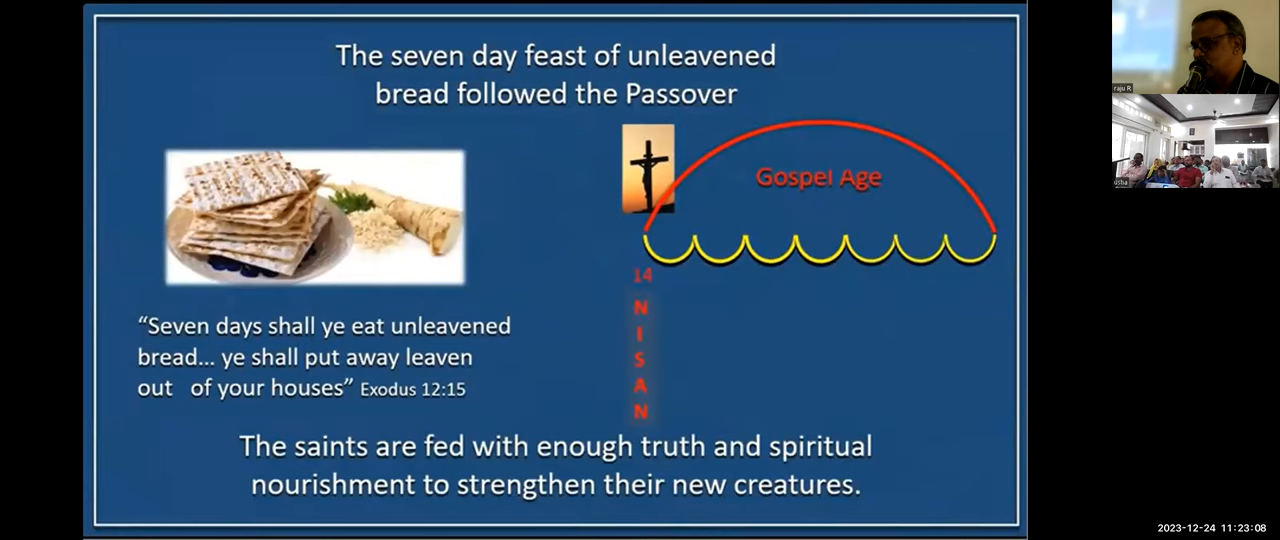 The seven day feast of unleavened
bread followed the Passover
Gospel Age
14
N
I
S
A
N
“Seven days shall ye eat unleavened
bread... ye shall put away leaven
out of your houses” Exodus 12:15
The saints are fed with enough truth and spiritual
nourishment to strengthen their new creatures.
raju R
usha
2023-12-24 11:23:08